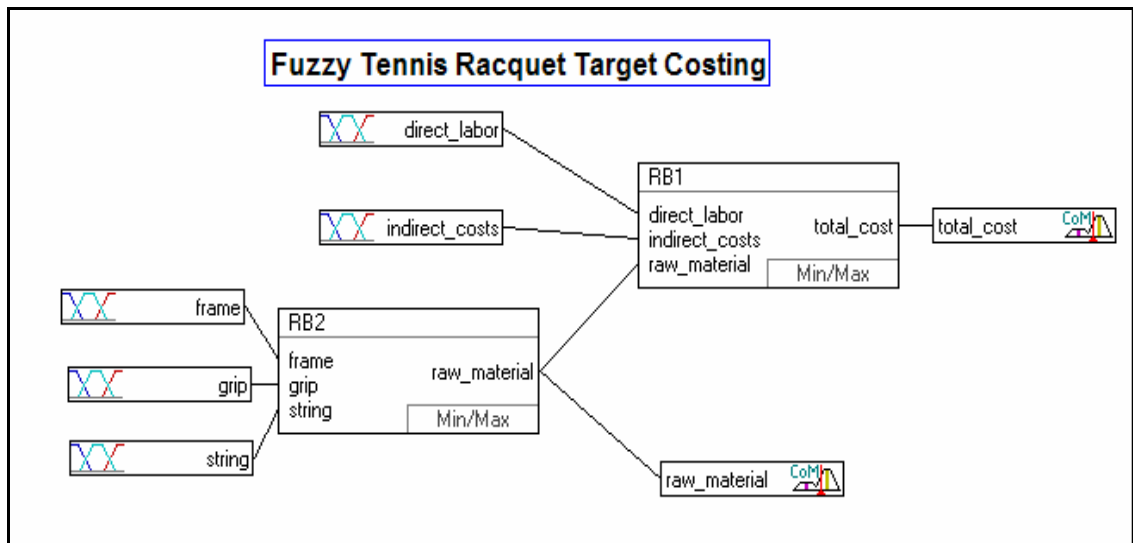 Fuzzy Tennis Racquet Target Costing
direct_labor
indirect_costs
RB1
direct_labor
indirect_costs
raw_material
total_cost
Min/Max
total_cost
CoM
frame
grip
string
RB2
frame
grip
string
raw_material
Min/Max
raw_material
CoM